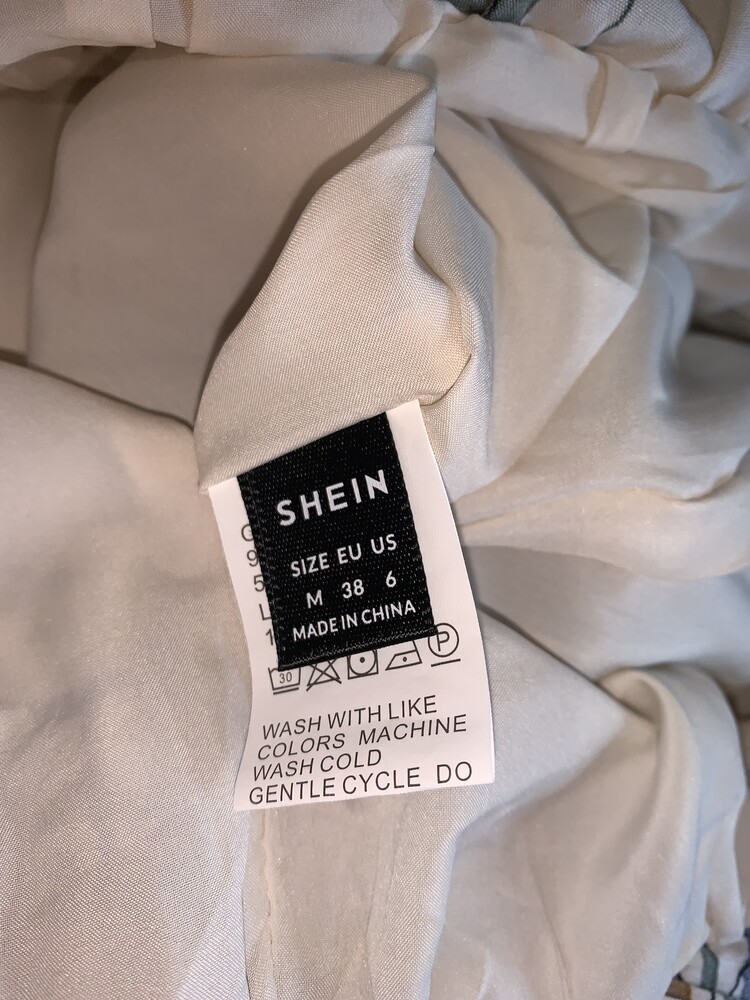 SHEIN
SIZE EU US
M 38 6
MADE IN CHINA
30
P
WASH WITH LIKE
COLORS MACHINE
WASH COLD
GENTLE CYCLE DO